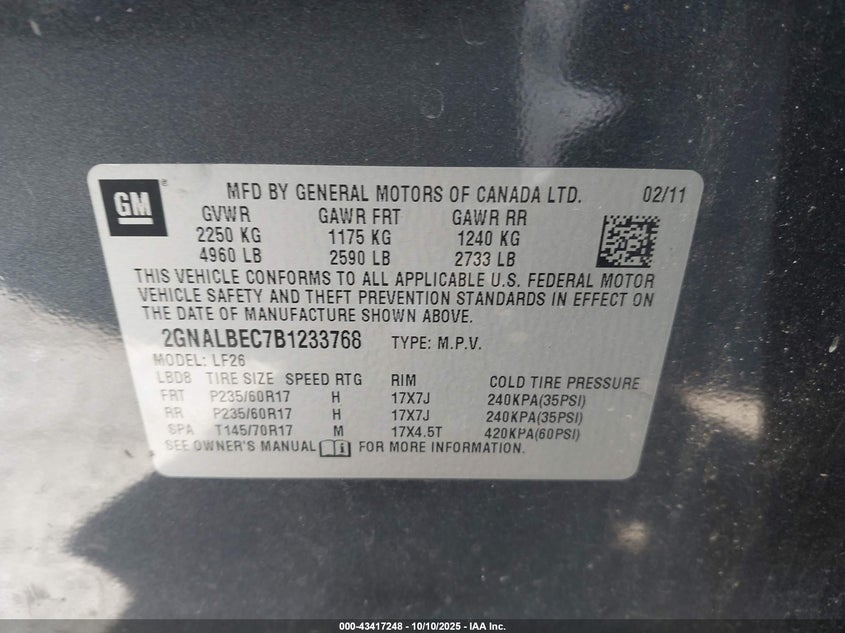 GM ®
MFD BY GENERAL MOTORS OF CANADA LTD. 02/11
GVWR GAWR FRT GAWR RR
2250 KG 1175 KG 1240 KG
4960 LB 2590 LB 2733 LB
THIS VEHICLE CONFORMS TO ALL APPLICABLE U.S. FEDERAL MOTOR
VEHICLE SAFETY AND THEFT PREVENTION STANDARDS IN EFFECT ON
THE DATE OF MANUFACTURE SHOWN ABOVE.
2GNALBEC7B1233768 TYPE: M.P.V.
MODEL: LF26
LBD8 TIRE SIZE SPEED RTG RIM COLD TIRE PRESSURE
FRT P235/60R17 H 17X7J 240KPA(35PSI)
RR P235/60R17 H 17X7J 240KPA(35PSI)
SPA T145/70R17 M 17X4.5T 420KPA(60PSI)
SEE OWNER'S MANUAL FOR MORE INFORMATION.
000-43417248 - 10/10/2025 - IAA Inc.